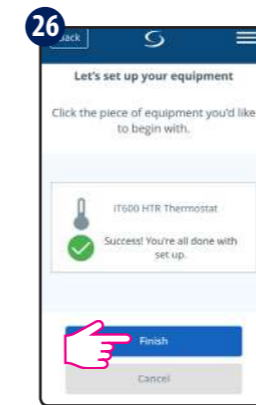 26
Back
Let's set up your equipment
Click the piece of equipment you'd like
to begin with.
iT600 HTR Thermostat
Success! You're all done with
set up.
Finish
Cancel